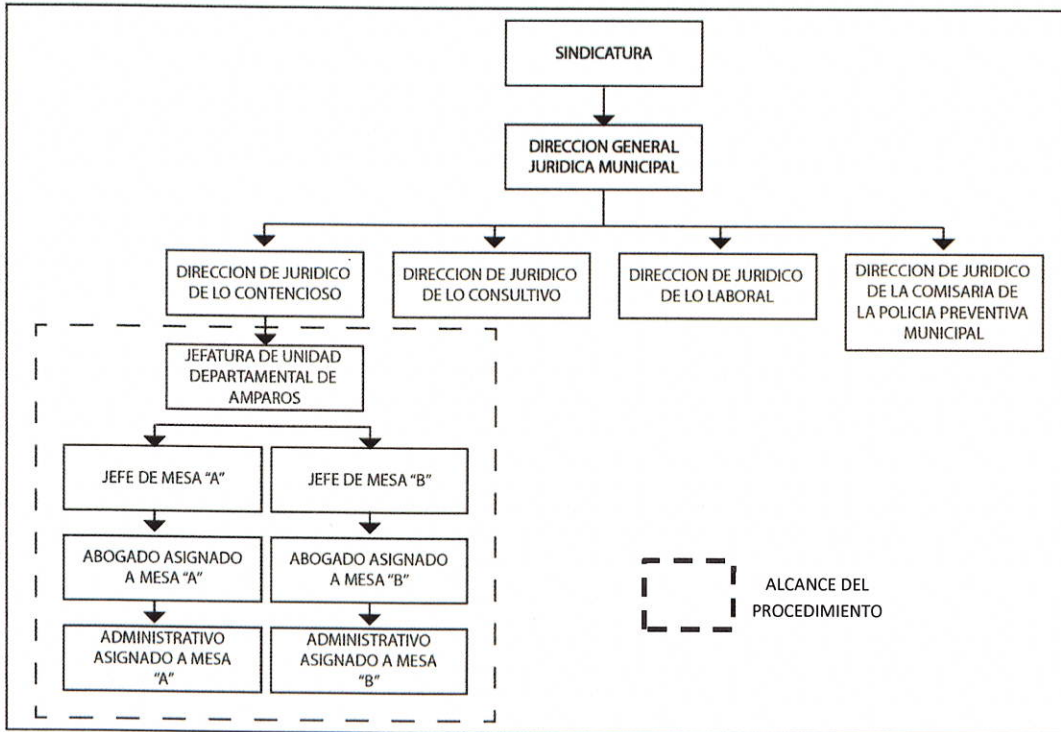 SINDICATURA
DIRECCION GENERAL
JURIDICA MUNICIPAL
DIRECCION DE JURIDICO
DE LO CONTENCIOSO
DIRECCION DE JURIDICO
DE LO CONSULTIVO
DIRECCION DE JURIDICO
DE LO LABORAL
DIRECCION DE JURIDICO
DE LA COMISARIA DE
LA POLICIA PREVENTIVA
MUNICIPAL
JEFATURA DE UNIDAD
DEPARTAMENTAL DE
AMPAROS
JEFE DE MESA "A"
JEFE DE MESA "B"
ABOGADO ASIGNADO
A MESA "A"
ABOGADO ASIGNADO
A MESA "B"
ADMINISTRATIVO
ASIGNADO A MESA
"A"
ADMINISTRATIVO
ASIGNADO A MESA
"B"
ALCANCE DEL
PROCEDIMIENTO